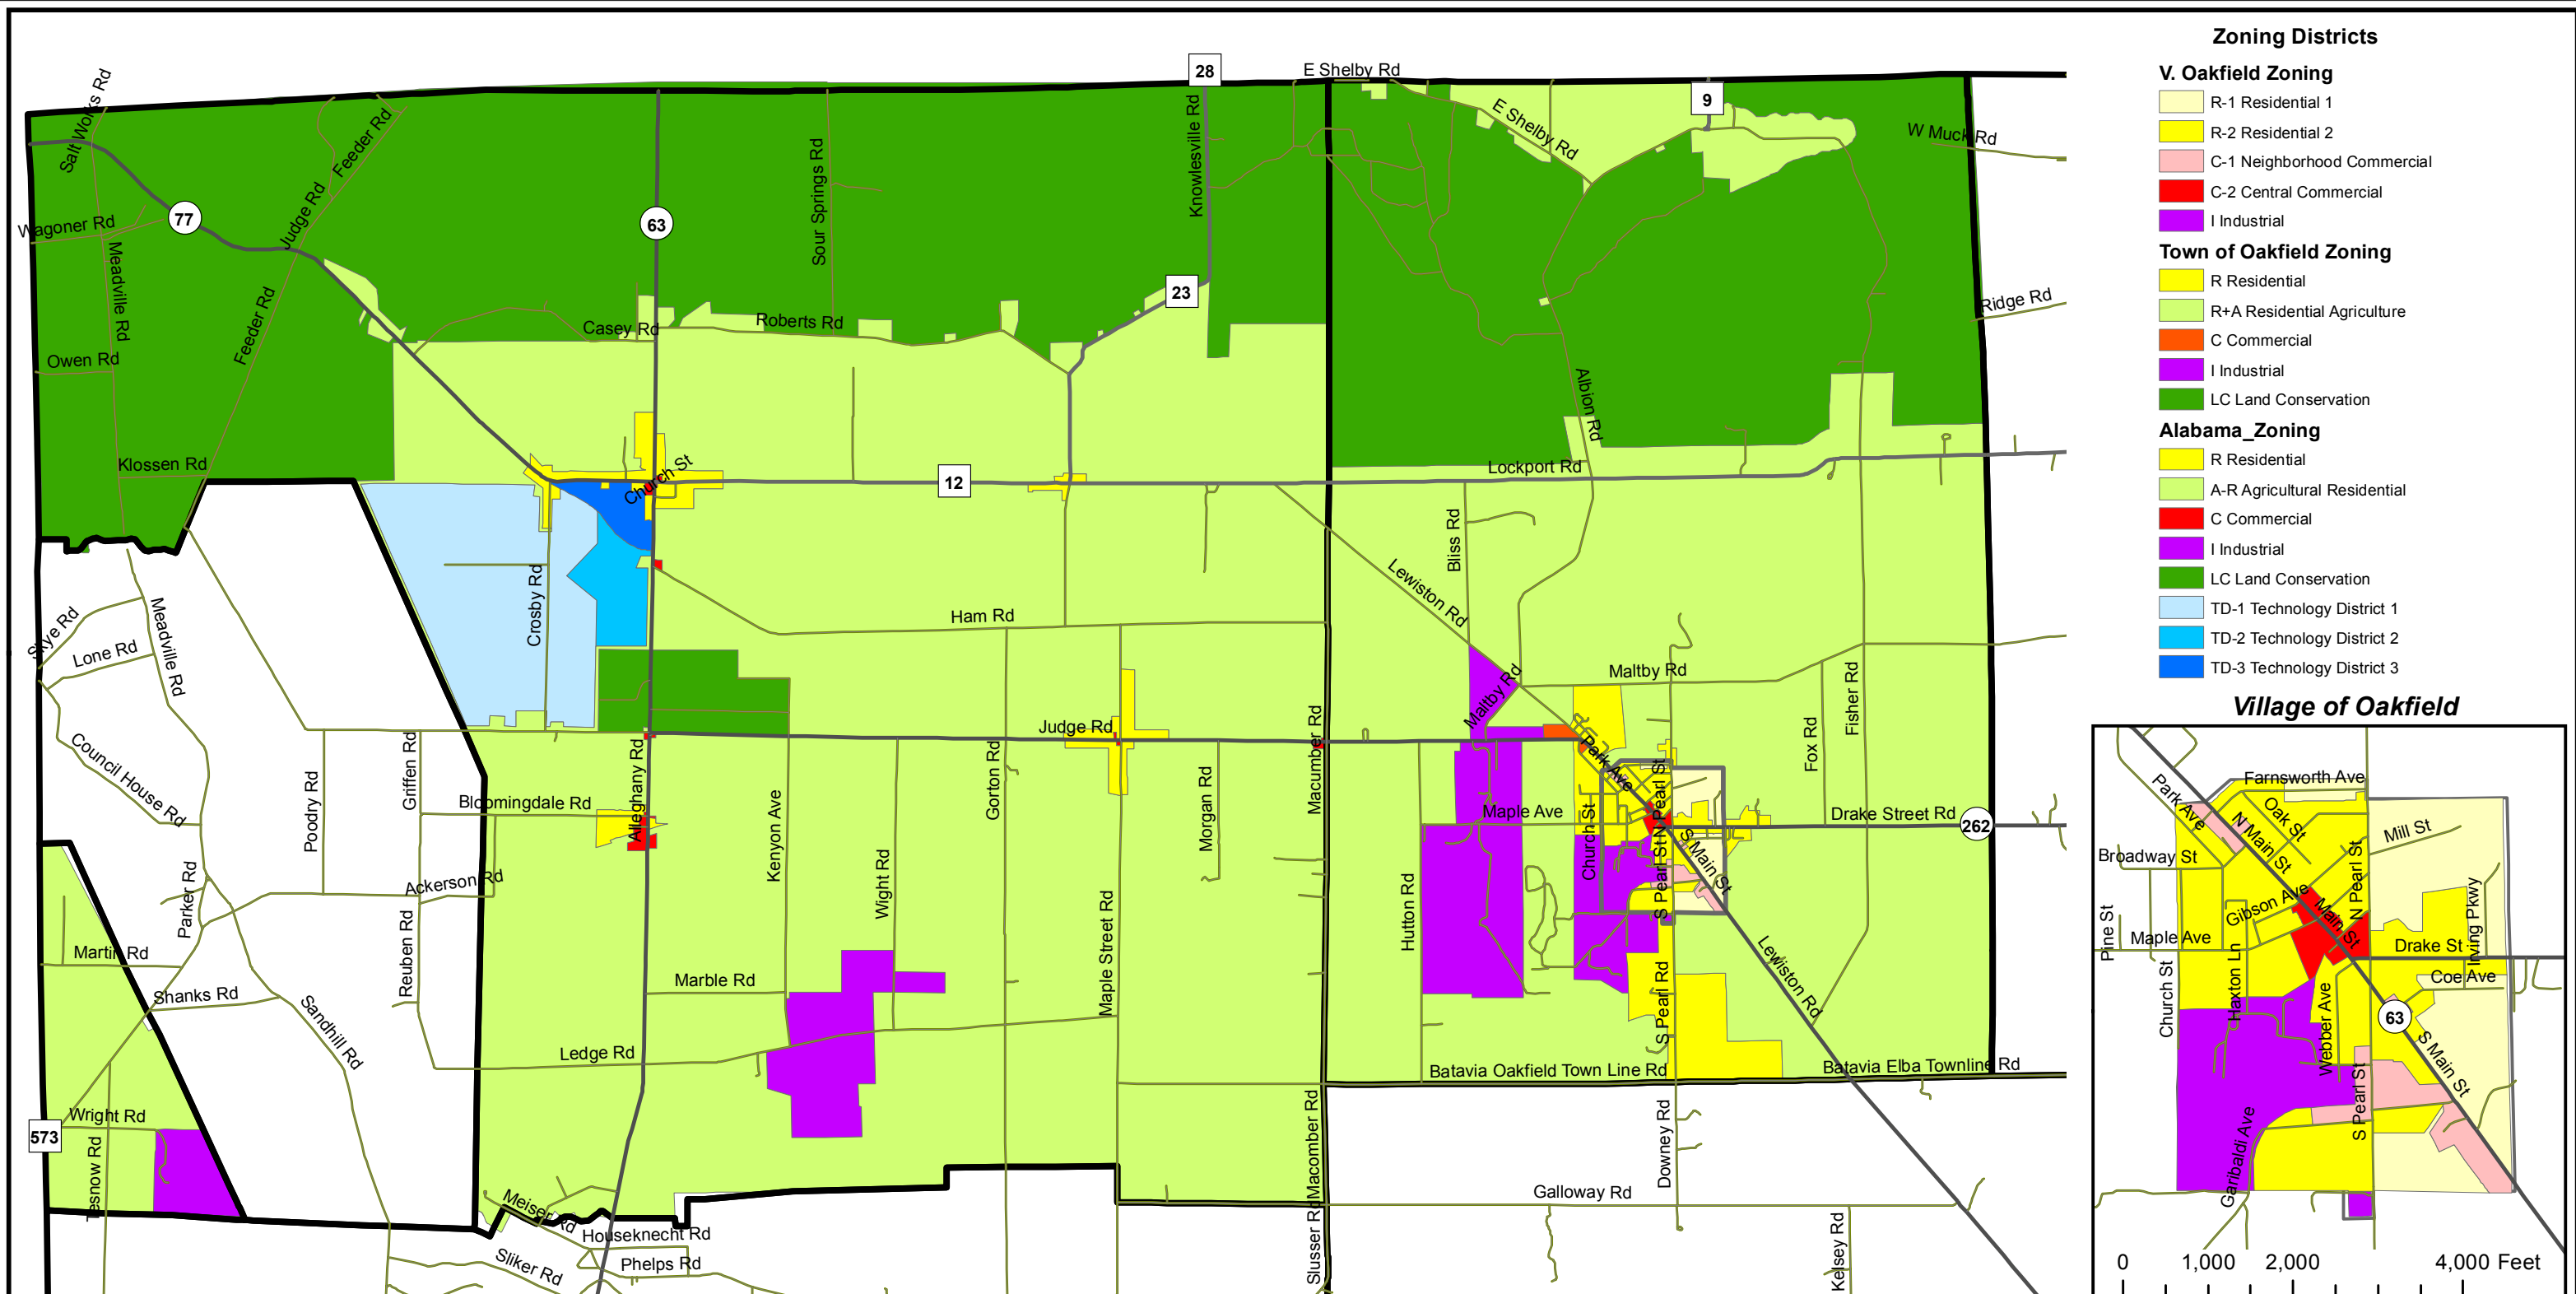 Zoning Districts
V. Oakfield Zoning
R-1 Residential 1
R-2 Residential 2
C-1 Neighborhood Commercial
C-2 Central Commercial
I Industrial
Town of Oakfield Zoning
R Residential
R+A Residential Agriculture
C Commercial
I Industrial
LC Land Conservation
Alabama_Zoning
R Residential
A-R Agricultural Residential
C Commercial
I Industrial
LC Land Conservation
TD-1 Technology District 1
TD-2 Technology District 2
TD-3 Technology District 3
Village of Oakfield
Farnsworth Ave
Park Ave
Oak St
N Main St
Mill St
Broadway St
N Pearl St
Gibson Ave
Main St
Irving Pkwy
Pine St
Maple Ave
Drake St
Haxton Ln
Coe Ave
Church St
Webber Ave
63
S Main St
S Pearl St
Garibaldi Ave
0 1,000 2,000 4,000 Feet
28
E Shelby Rd
9
Salt Works Rd
Feeder Rd
Knowlesville Rd
E Shelby Rd
W Muck Rd
Sour Springs Rd
77
63
Wagoner Rd
Judge Rd
Meadville Rd
23
Ridge Rd
Feeder Rd
Casey Rd
Roberts Rd
Owen Rd
Albion Rd
Klossen Rd
Church St
12
Lockport Rd
Bliss Rd
Crosby Rd
Lewiston Rd
Ham Rd
Skye Rd
Lone Rd
Meadville Rd
Maltby Rd
Maltby Rd
Fisher Rd
Judge Rd
Macumber Rd
Fox Rd
Council House Rd
Griffen Rd
Alleghany Rd
Gorton Rd
Park Ave
Poodry Rd
Bloomingdale Rd
Kenyon Ave
Morgan Rd
Maple Ave
Church St
N Pearl St
Drake Street Rd
262
S Main St
Parker Rd
Ackerson Rd
Wight Rd
Maple Street Rd
Hutton Rd
S Pearl St
Reuben Rd
Martin Rd
Marble Rd
Lewiston Rd
Shanks Rd
Sandhill Rd
S Pearl Rd
Ledge Rd
Batavia Oakfield Town Line Rd
Batavia Elba Townline Rd
Wright Rd
573
Tesnow Rd
Macomber Rd
Downey Rd
Meiser Rd
Galloway Rd
Houseknecht Rd
Sliker Rd
Phelps Rd
Slusser Rd
Kelsey Rd